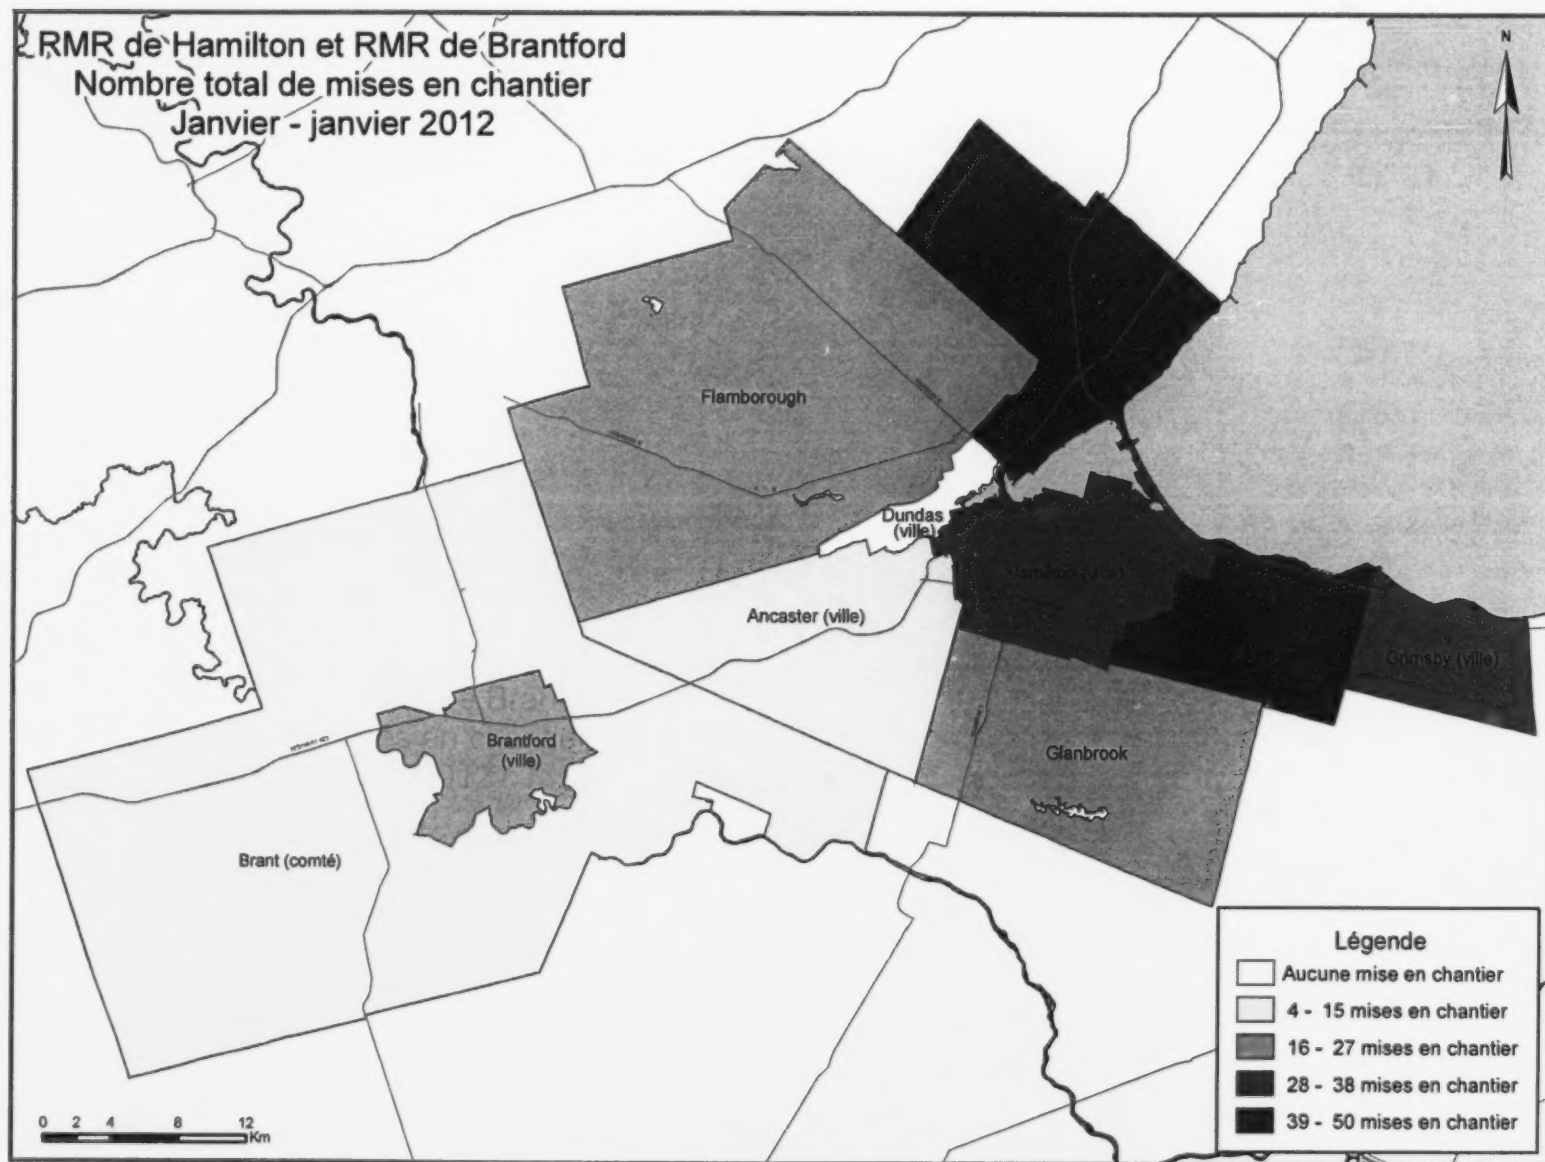 RMR de Hamilton et RMR de Brantford
Nombre total de mises en chantier
Janvier - janvier 2012
N
Flamborough
Dundas
(ville)
Hamilton (ville)
Ancaster (ville)
Grimsby (ville)
Brantford
(ville)
Glanbrook
Brant (comté)
Légende
Aucune mise en chantier
4 - 15 mises en chantier
16 - 27 mises en chantier
28 - 38 mises en chantier
39 - 50 mises en chantier
0 2 4 8 12
Km